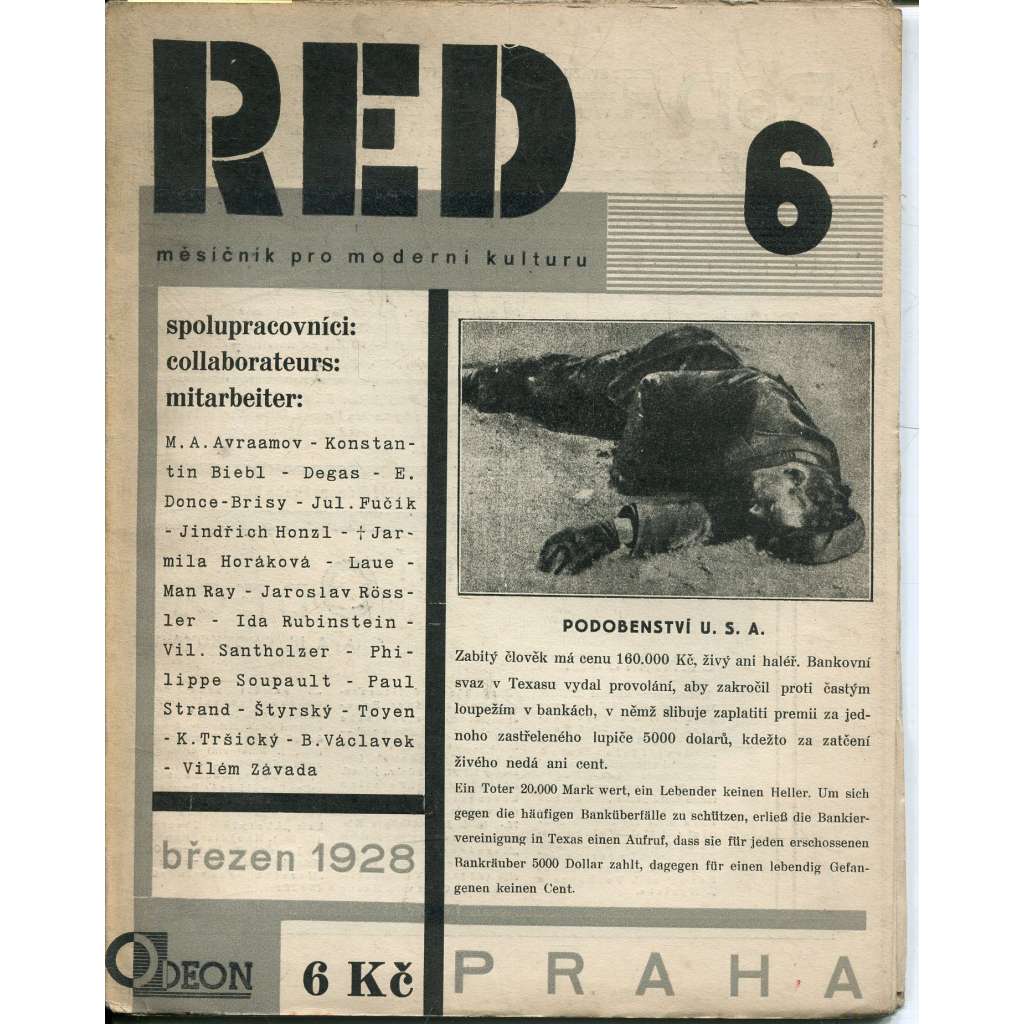 RED
6
měsíčník pro moderní kulturu
spolupracovníci:
collaborateurs:
mitarbeiter:
M. A. Avraamov - Konstan-
tin Biebl - Degas - E.
Donce-Brisy - Jul. Fučík
- Jindřich Honzl - † Jar-
mila Horáková - Laue -
Man Ray - Jaroslav Röss-
ler - Ida Rubinstein -
Vil. Santholzer - Phi-
lippe Soupault - Paul
Strand - Štyrský - Toyen
- K. Tršický - B. Václavek
- Vilém Závada
březen 1928
PODOBENSTVÍ U. S. A.
Zabitý člověk má cenu 160.000 Kč, živý ani haléř. Bankovní
svaz v Texasu vydal provolání, aby zakročil proti častým
loupežím v bankách, v němž slibuje zaplatiti premii za jed-
noho zastřeleného lupiče 5000 dolarů, kdežto za zatčení
živého nedá ani cent.
Ein Toter 20.000 Mark wert, ein Lebender keinen Heller. Um sich
gegen die häufigen Banküberfälle zu schützen, erließ die Bankier-
vereinigung in Texas einen Aufruf, dass sie für jeden erschossenen
Bankräuber 5000 Dollar zahlt, dagegen für einen lebendig Gefan-
genen keinen Cent.
ODEON
6 Kč
PRAHA